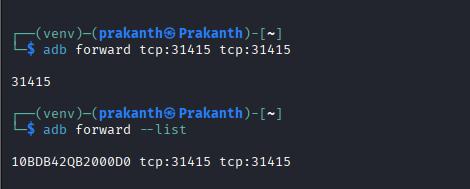 ┌──(venv)─(prakanth㉿Prakanth)-[~]
└─$ adb forward tcp:31415 tcp:31415
31415
┌──(venv)─(prakanth㉿Prakanth)-[~]
└─$ adb forward --list
10BDB42QB2000D0 tcp:31415 tcp:31415